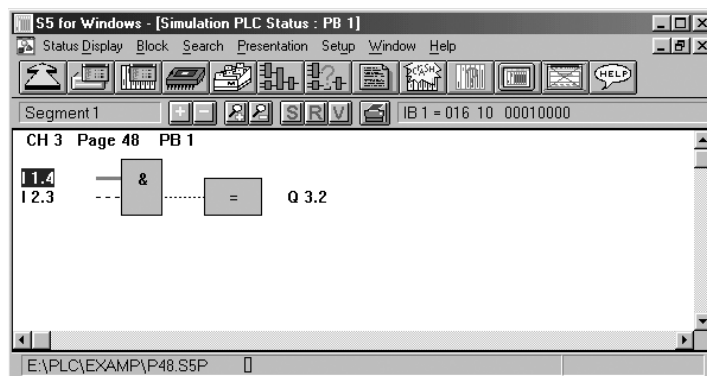 S5 for Windows - [Simulation PLC Status : PB 1]
Status Display Block Search Presentation Setup Window Help
CRASH HELP
Segment 1 + - S R V IB 1 = 016 10 00010000
CH 3 Page 48 PB 1
I 1.4 &
I 2.3 = Q 3.2
E:\PLC\EXAMP\P48.S5P